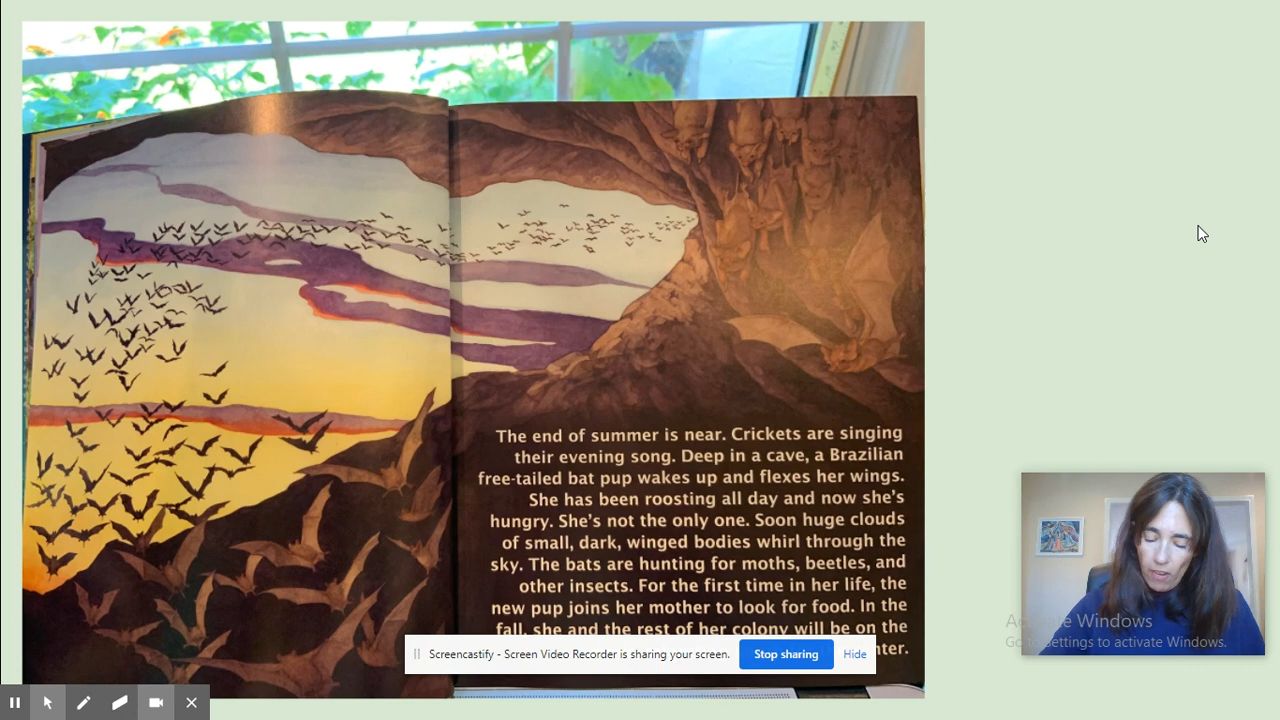 The end of summer is near. Crickets are singing
their evening song. Deep in a cave, a Brazilian
free-tailed bat pup wakes up and flexes her wings.
She has been roosting all day and now she's
hungry. She's not the only one. Soon huge clouds
of small, dark, winged bodies whirl through the
sky. The bats are hunting for moths, beetles, and
other insects. For the first time in her life, the
new pup joins her mother to look for food. In the
fall, she and the rest of her colony will be on the
Screencastify - Screen Video Recorder is sharing your screen.
Stop sharing
Hide
Windows
Go to Settings to activate Windows.